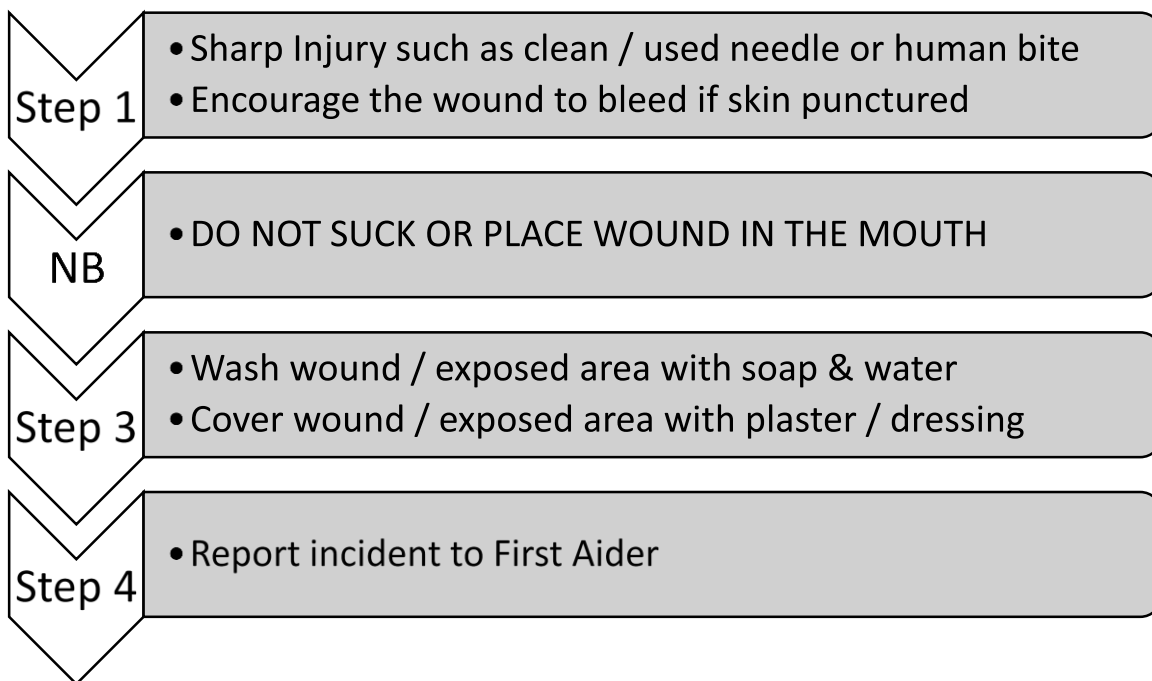 Step 1
• Sharp Injury such as clean / used needle or human bite
• Encourage the wound to bleed if skin punctured
NB
• DO NOT SUCK OR PLACE WOUND IN THE MOUTH
Step 3
• Wash wound / exposed area with soap & water
• Cover wound / exposed area with plaster / dressing
Step 4
• Report incident to First Aider